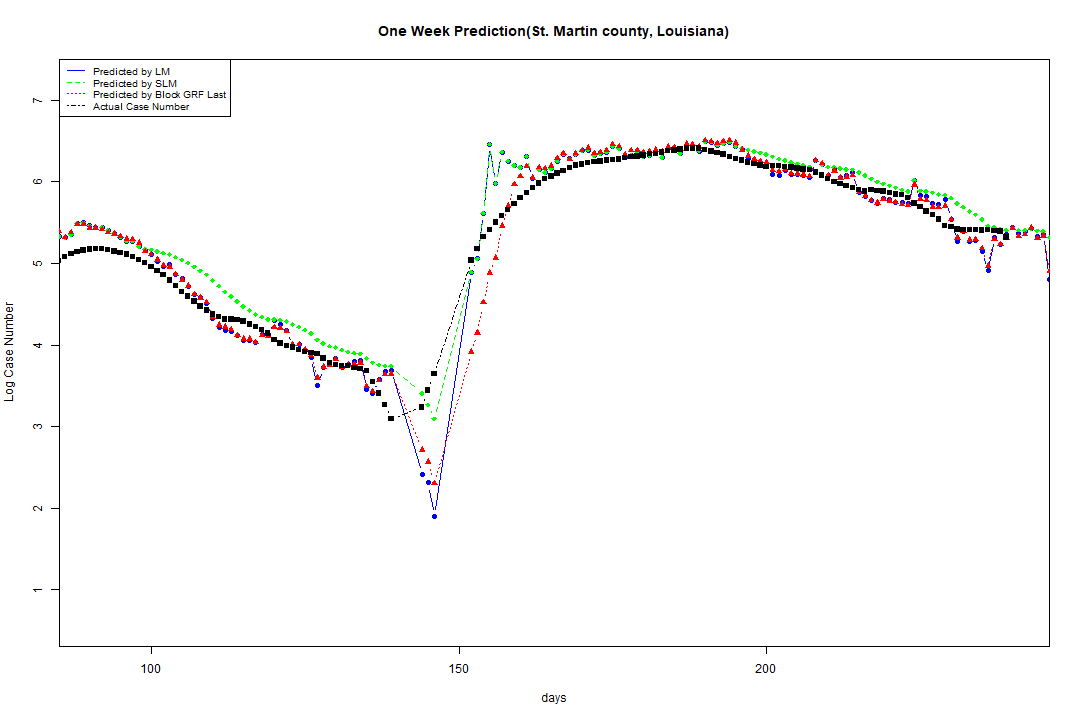 One Week Prediction(St. Martin county, Louisiana)
Predicted by LM
Predicted by SLM
Predicted by Block GRF Last
Actual Case Number
7
6
5
4
3
2
1
Log Case Number
100 150 200
days